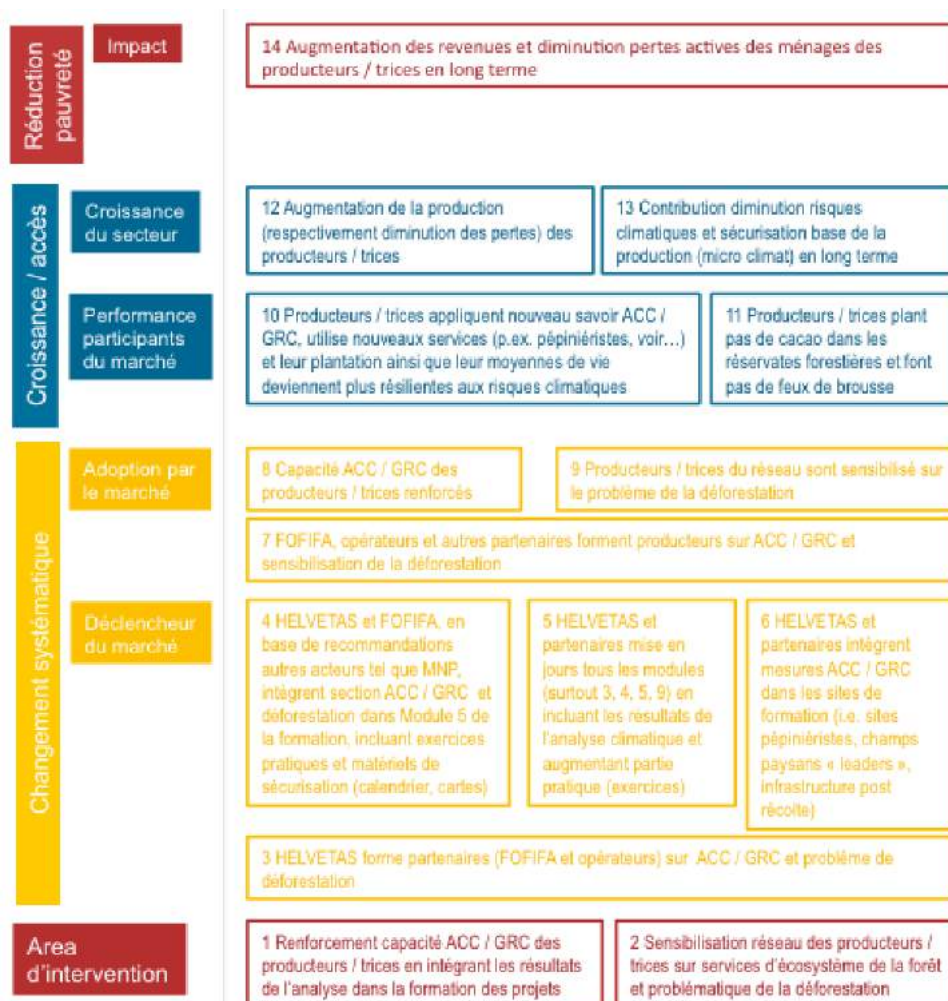 Réduction
pauvreté
Impact
14 Augmentation des revenues et diminution pertes actives des ménages des
producteurs / trices en long terme
Croissance / accès
Croissance
du secteur
12 Augmentation de la production
(respectivement diminution des pertes) des
producteurs / trices
13 Contribution diminution risques
climatiques et sécurisation base de la
production (micro climat) en long terme
Performance
participants
du marché
10 Producteurs / trices appliquent nouveau savoir ACC /
GRC, utilise nouveaux services (p.ex. pépiniéristes, voir…)
et leur plantation ainsi que leur moyennes de vie
deviennent plus résilientes aux risques climatiques
11 Producteurs / trices plant
pas de cacao dans les
réservates forestières et font
pas de feux de brousse
Changement systématique
Adoption par
le marché
8 Capacité ACC / GRC des
producteurs / trices renforcés
9 Producteurs / trices du réseau sont sensibilisé sur
le problème de la déforestation
7 FOFIFA, opérateurs et autres partenaires forment producteurs sur ACC / GRC et
sensibilisation de la déforestation
Déclencheur
du marché
4 HELVETAS et FOFIFA, en
base de recommandations
autres acteurs tel que MNP,
intégrent section ACC / GRC et
déforestation dans Module 5 de
la formation, incluant exercices
pratiques et matériels de
sécurisation (calendrier, cartes)
5 HELVETAS et
partenaires mise en
jours tous les modules
(surtout 3, 4, 5, 9) en
incluant les résultats de
l'analyse climatique et
augmentant partie
pratique (exercices)
6 HELVETAS et
partenaires intégrent
mesures ACC / GRC
dans les sites de
formation (i.e. sites
pépiniéristes, champs
paysans « leaders »,
infrastructure post
récolte)
3 HELVETAS forme partenaires (FOFIFA et opérateurs) sur ACC / GRC et problème de
déforestation
Area
d'intervention
1 Renforcement capacité ACC / GRC des
producteurs / trices en intégrant les résultats
de l'analyse dans la formation des projets
2 Sensibilisation réseau des producteurs /
trices sur services d'écosystème de la forêt
et problématique de la déforestation